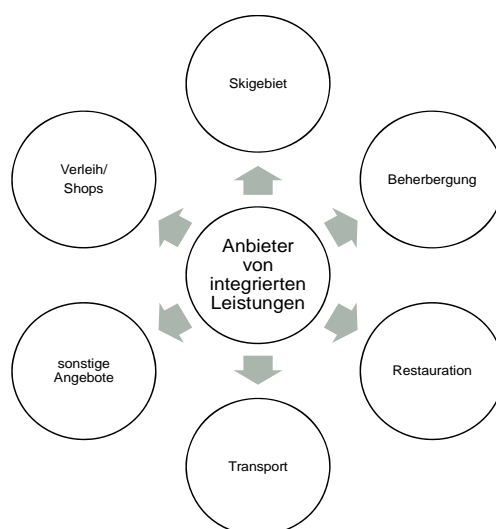 Skigebiet
Verleih/
Shops
Beherbergung
Anbieter
von
integrierten
Leistungen
sonstige
Angebote
Restauration
Transport